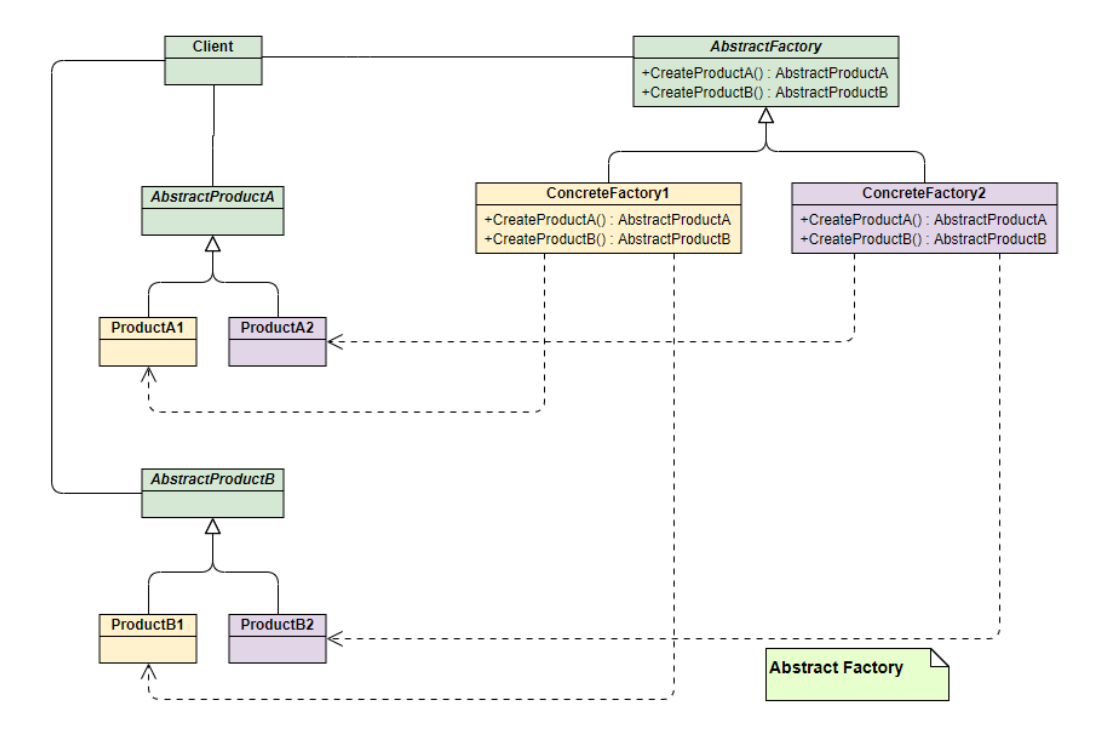 Client
AbstractFactory
+CreateProductA() : AbstractProductA
+CreateProductB() : AbstractProductB
AbstractProductA
ConcreteFactory1
+CreateProductA() : AbstractProductA
+CreateProductB() : AbstractProductB
ConcreteFactory2
+CreateProductA() : AbstractProductA
+CreateProductB() : AbstractProductB
ProductA1
ProductA2
AbstractProductB
ProductB1
ProductB2
Abstract Factory